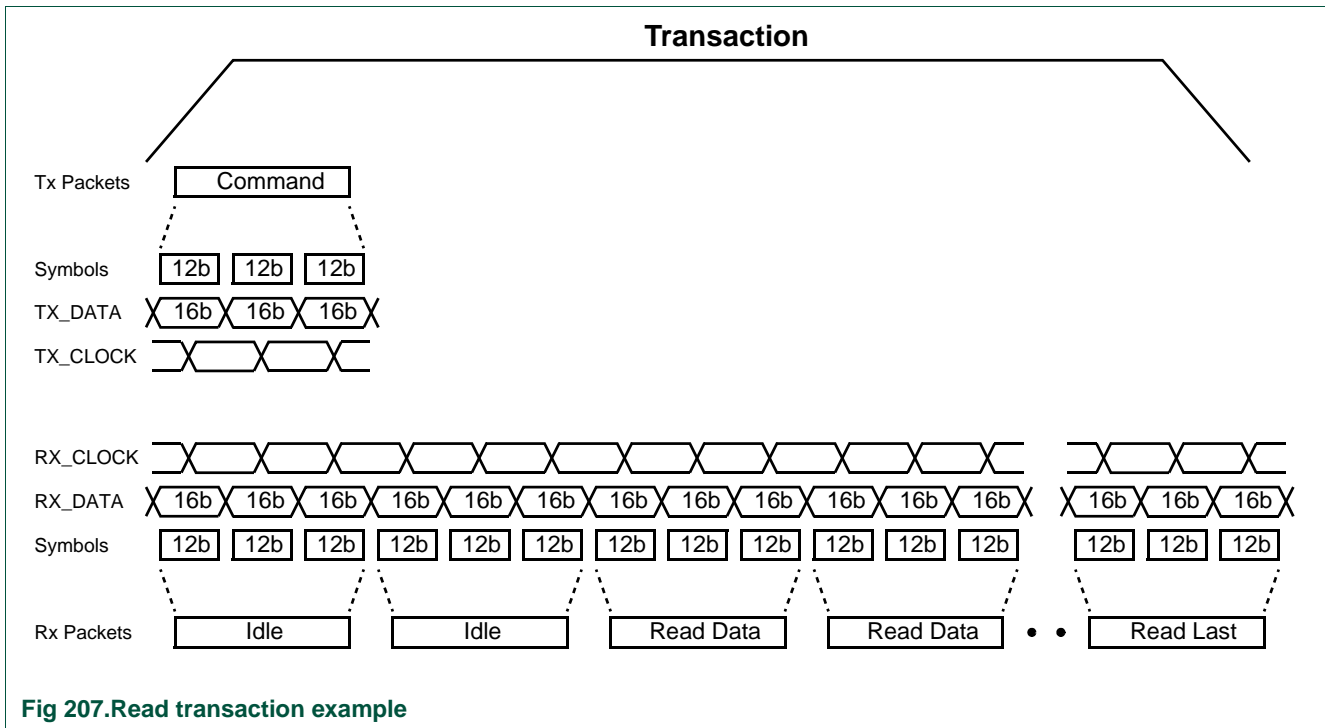 Transaction
Tx Packets Command
Symbols 12b 12b 12b
TX_DATA 16b 16b 16b
TX_CLOCK
RX_CLOCK
RX_DATA 16b 16b 16b 16b 16b 16b 16b 16b 16b 16b 16b 16b 16b 16b 16b
Symbols 12b 12b 12b 12b 12b 12b 12b 12b 12b 12b 12b 12b 12b 12b 12b
Rx Packets Idle Idle Read Data Read Data • • Read Last
Fig 207.Read transaction example